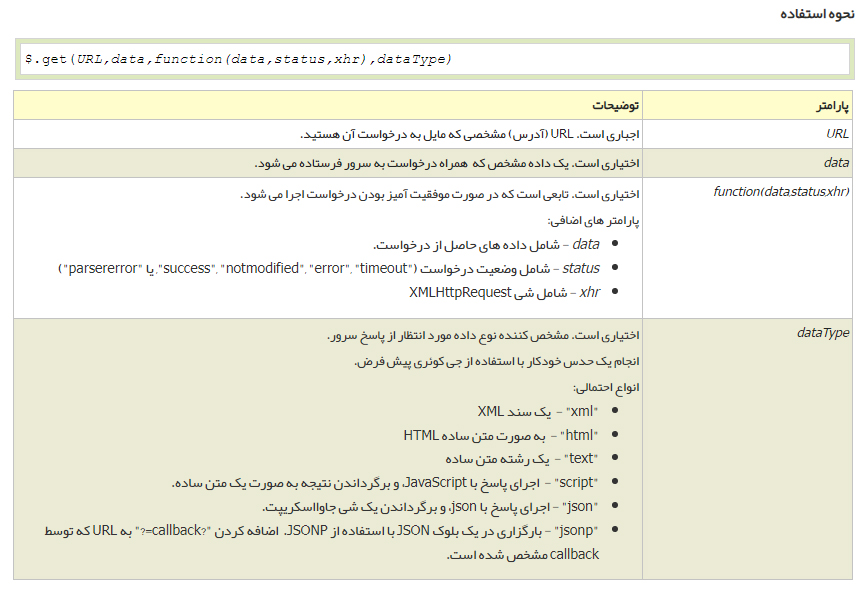 نحوه استفاده
$.get(URL,data,function(data,status,xhr),dataType)
پارامتر توضیحات
URL اجباری است. URL (آدرس) مشخصی که مایل به درخواست آن هستید.
data اختیاری است. یک داده مشخص که همراه درخواست به سرور فرستاده می شود.
function(data,status,xhr) اختیاری است. تابعی است که در صورت موفقیت آمیز بودن درخواست اجرا می شود.
پارامتر های اضافی:
data - شامل داده های حاصل از درخواست.
status - شامل وضعیت درخواست ("success", "notmodified", "error", "timeout", یا "parsererror")
xhr - شامل شی XMLHttpRequest
dataType اختیاری است. مشخص کننده نوع داده مورد انتظار از پاسخ سرور.
انجام یک حدس خودکار با استفاده از جی کوئری پیش فرض.
انواع احتمالی:
"xml" - یک سند XML
"html" - به صورت متن ساده HTML
"text" - یک رشته متن ساده
"script" - اجرای پاسخ با JavaScript، و برگرداندن نتیجه به صورت یک متن ساده.
"json" - اجرای پاسخ با json، و برگرداندن یک شی جاوااسکریپت.
"jsonp" - بارگزاری در یک بلوک JSON با استفاده از JSONP. اضافه کردن "?callback=?" به URL که توسط
callback مشخص شده است.